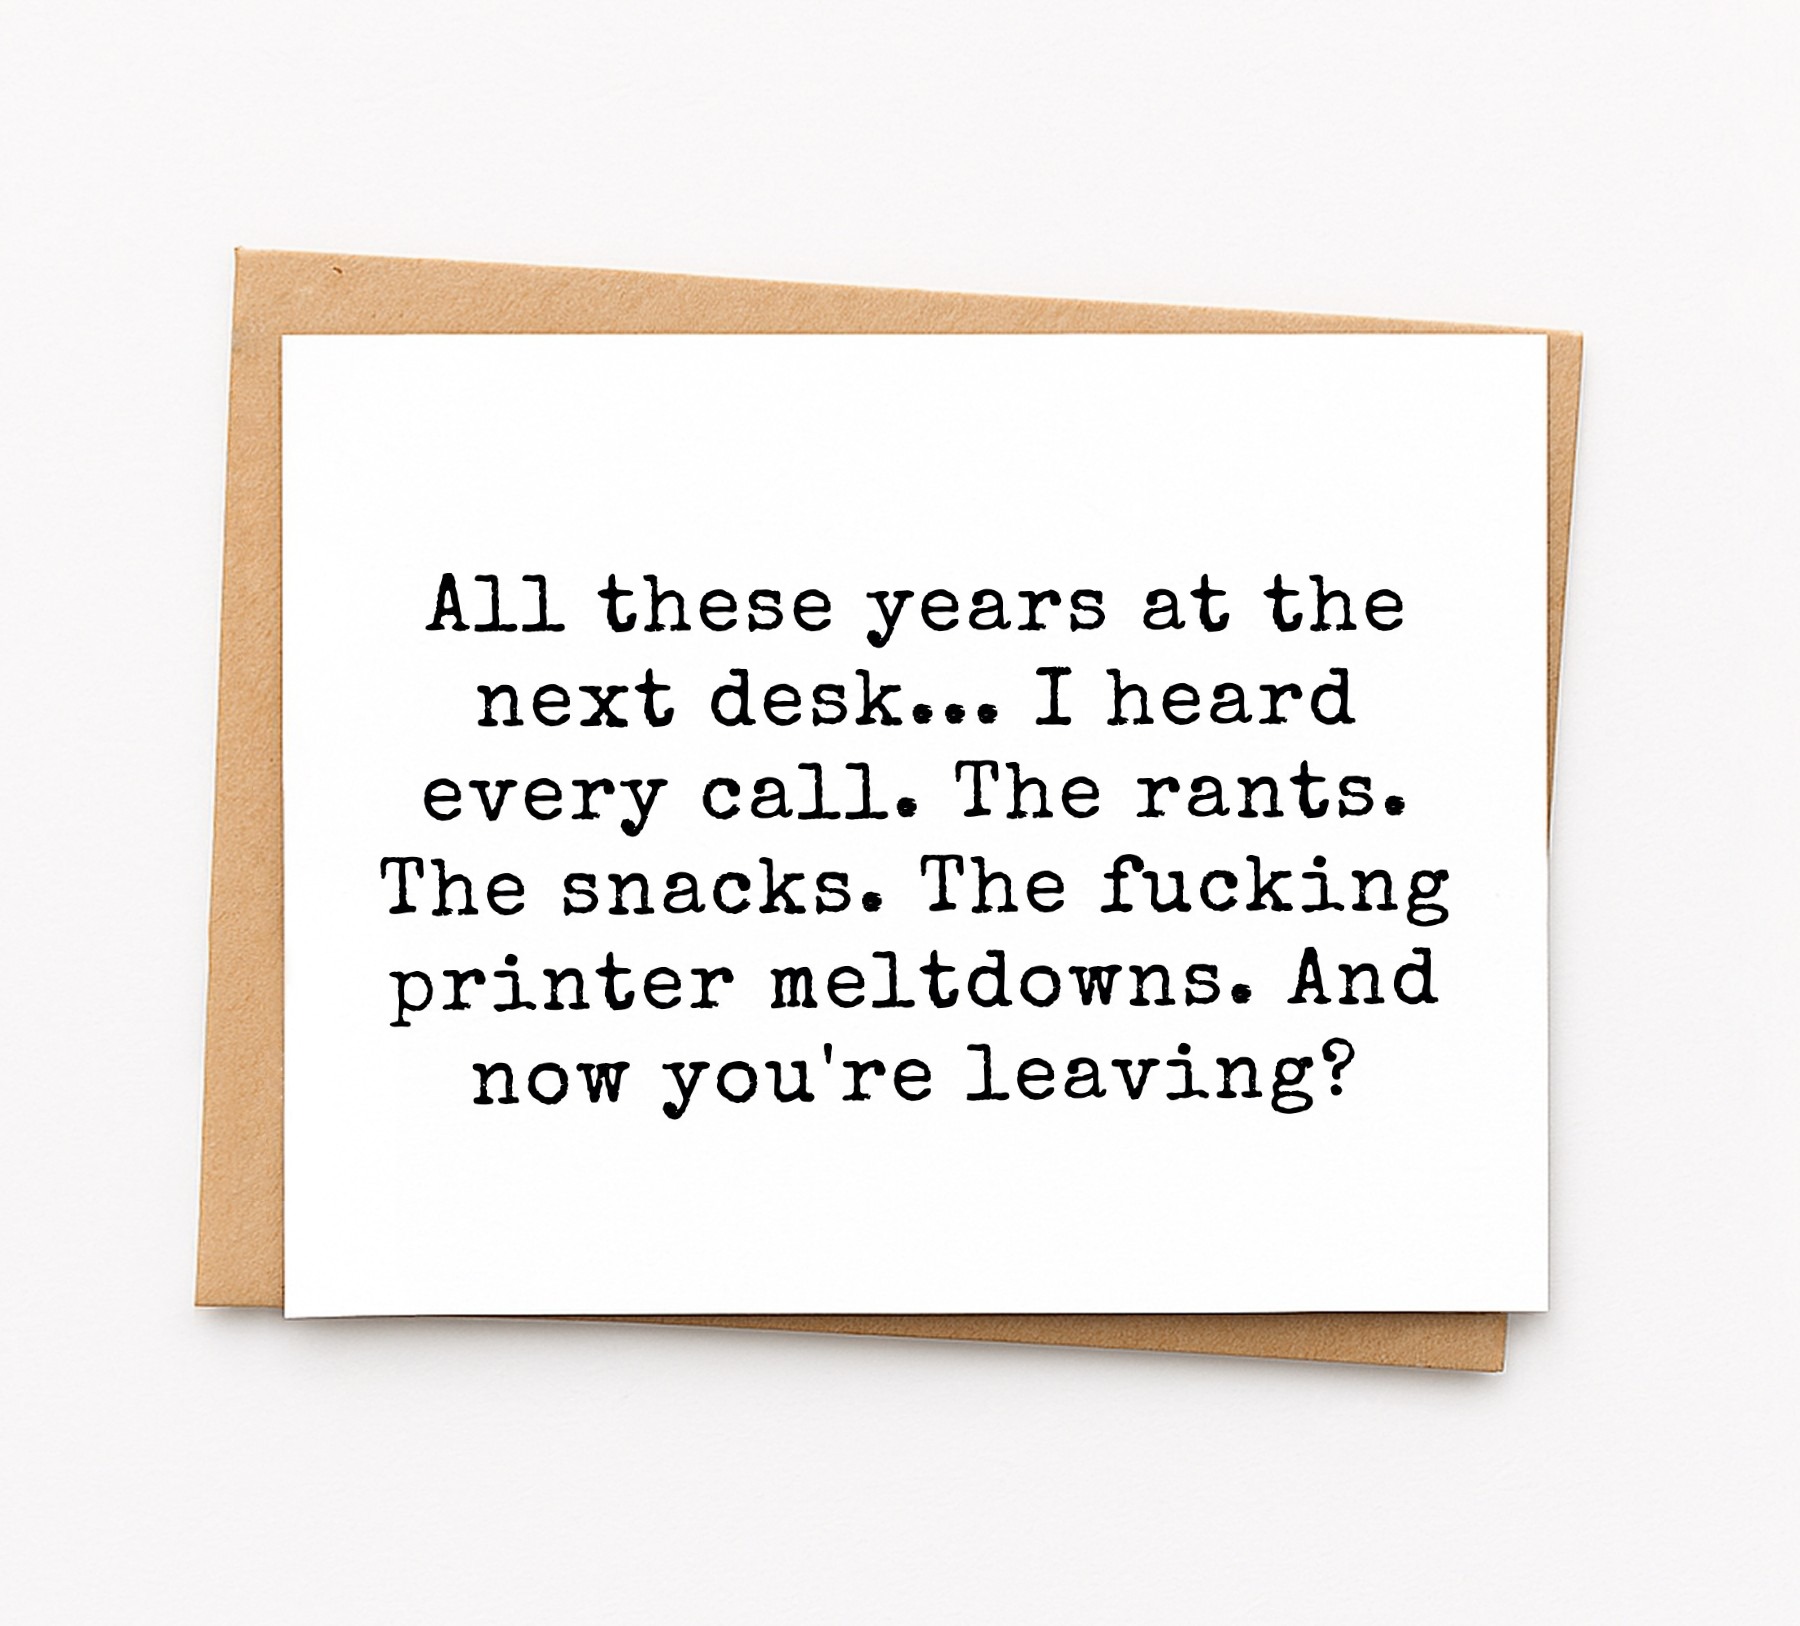 All these years at the
next desk... I heard
every call. The rants.
The snacks. The fucking
printer meltdowns. And
now you're leaving?